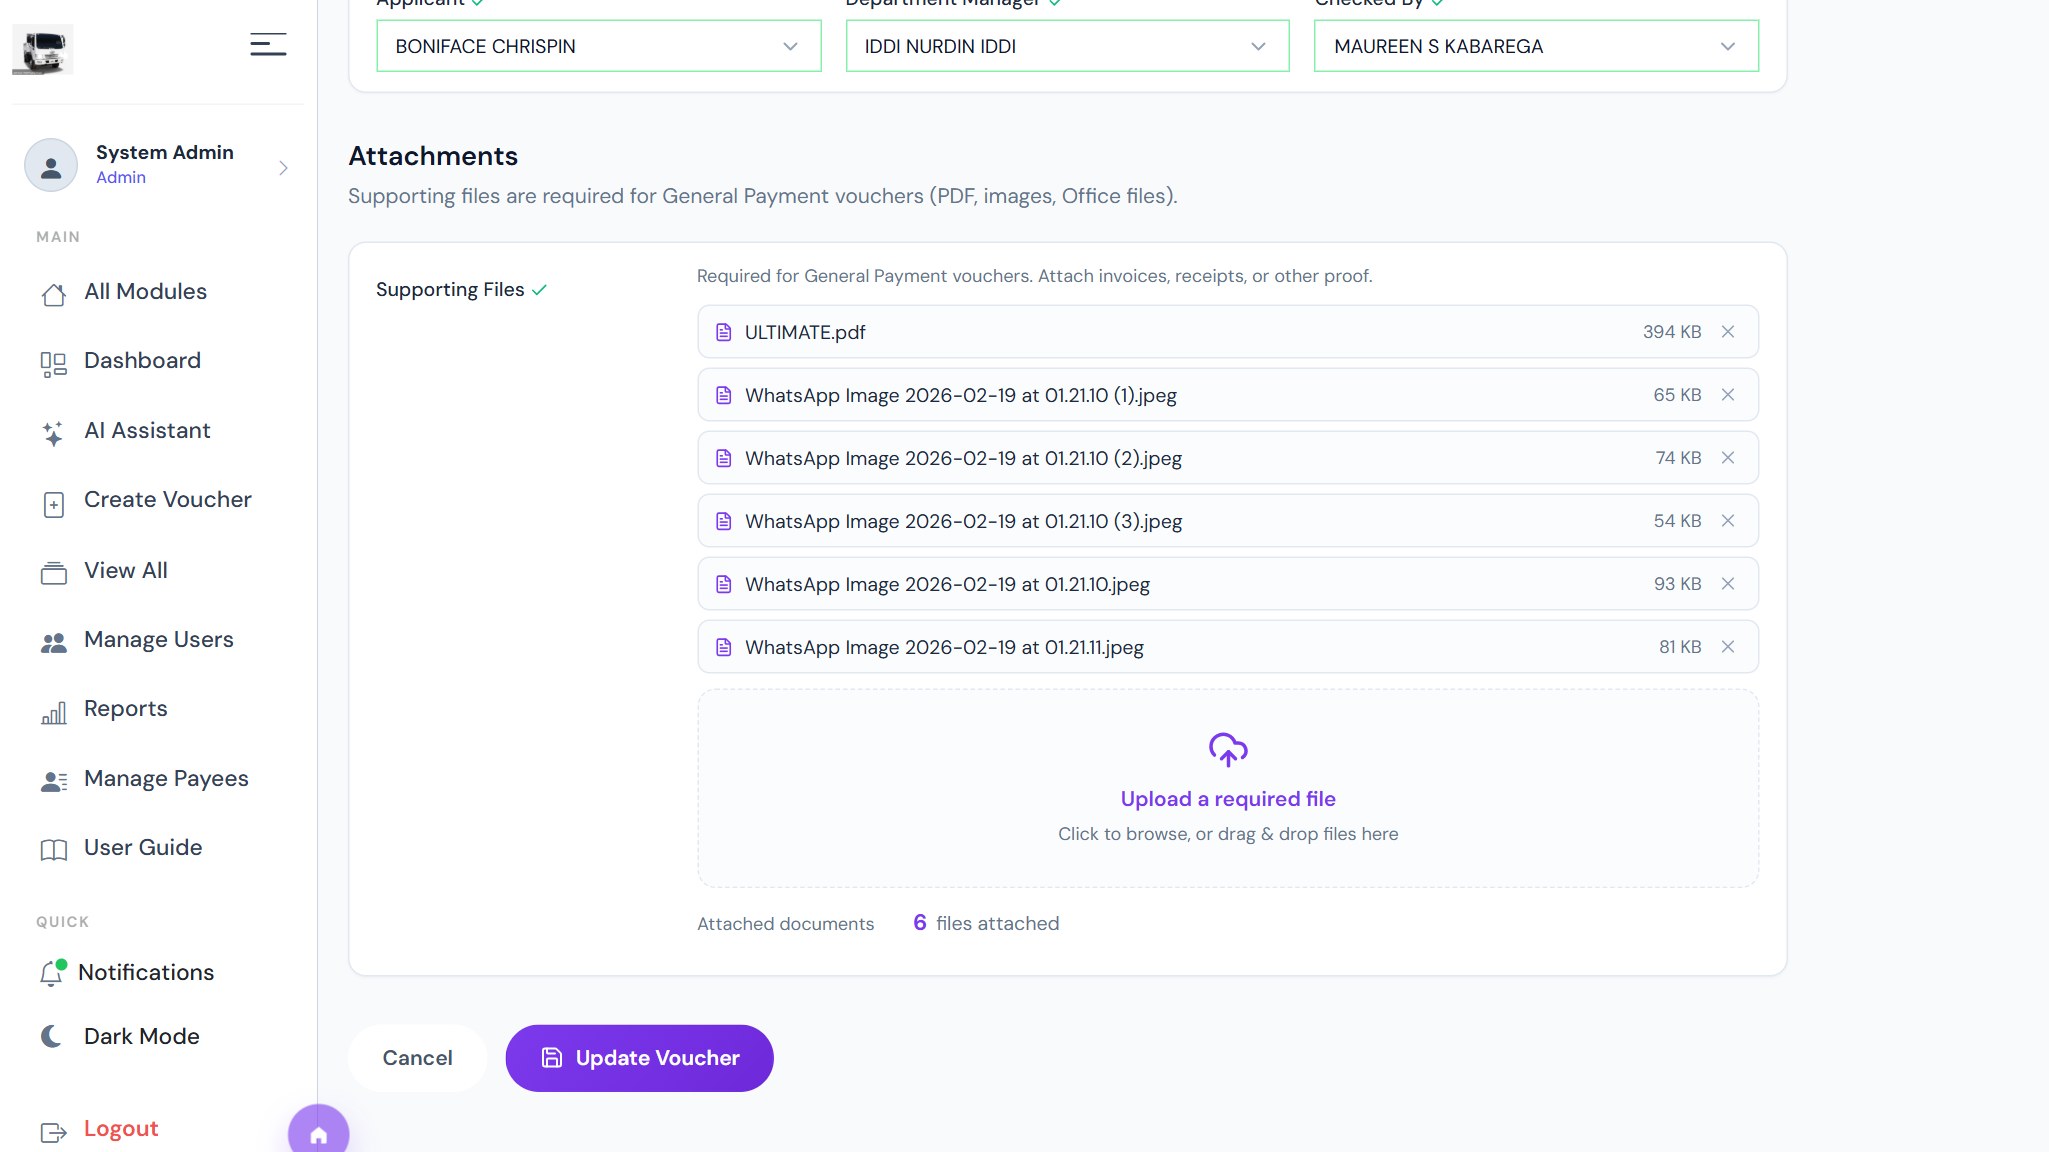 Applicant
Department Manager
Checked By
BONIFACE CHRISPIN
IDDI NURDIN IDDI
MAUREEN S KABAREGA
System Admin
Admin
MAIN
All Modules
Dashboard
AI Assistant
Create Voucher
View All
Manage Users
Reports
Manage Payees
User Guide
QUICK
Notifications
Dark Mode
Logout
Attachments
Supporting files are required for General Payment vouchers (PDF, images, Office files).
Supporting Files
Required for General Payment vouchers. Attach invoices, receipts, or other proof.
ULTIMATE.pdf 394 KB
WhatsApp Image 2026-02-19 at 01.21.10 (1).jpeg 65 KB
WhatsApp Image 2026-02-19 at 01.21.10 (2).jpeg 74 KB
WhatsApp Image 2026-02-19 at 01.21.10 (3).jpeg 54 KB
WhatsApp Image 2026-02-19 at 01.21.10.jpeg 93 KB
WhatsApp Image 2026-02-19 at 01.21.11.jpeg 81 KB
Upload a required file
Click to browse, or drag & drop files here
Attached documents 6 files attached
Cancel
Update Voucher